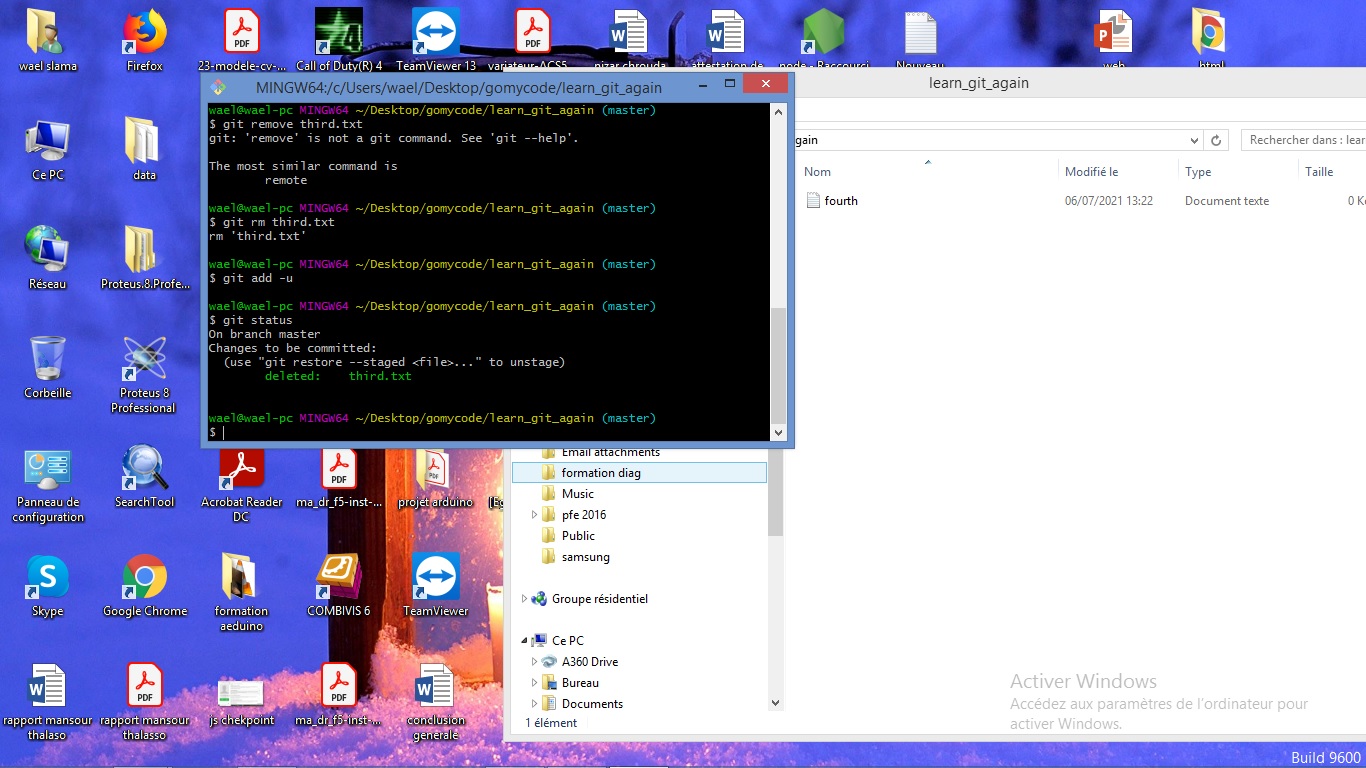 wael slama
Firefox
23-modele-cv-...
Call of Duty(R) 4
TeamViewer 13
variateur-ACS5
nizar chrouda
attestation de
node - Raccourci
Nouveau
web
html
MINGW64:/c/Users/wael/Desktop/gomycode/learn_git_again
wael@wael-pc MINGW64 ~/Desktop/gomycode/learn_git_again (master)
$ git remove third.txt
git: 'remove' is not a git command. See 'git --help'.
The most similar command is
remote
wael@wael-pc MINGW64 ~/Desktop/gomycode/learn_git_again (master)
$ git rm third.txt
rm 'third.txt'
wael@wael-pc MINGW64 ~/Desktop/gomycode/learn_git_again (master)
$ git add -u
wael@wael-pc MINGW64 ~/Desktop/gomycode/learn_git_again (master)
$ git status
On branch master
Changes to be committed:
(use "git restore --staged <file>..." to unstage)
deleted:    third.txt
wael@wael-pc MINGW64 ~/Desktop/gomycode/learn_git_again (master)
$
learn_git_again
gain
Rechercher dans : lear
Nom
Modifié le
Type
Taille
fourth
06/07/2021 13:22
Document texte
0 Ko
Ce PC
data
Réseau
Proteus.8.Profe...
Corbeille
Proteus 8
Professional
Panneau de
configuration
SearchTool
Acrobat Reader
DC
ma_dr_f5-inst-...
projet arduino
[Eg
Skype
Google Chrome
formation
aeduino
COMBIVIS 6
TeamViewer
rapport mansour
thalaso
rapport mansour
thalasso
js chekpoint
ma_dr_f5-inst-...
conclusion
generale
Email attachments
formation diag
Music
pfe 2016
Public
samsung
Groupe résidentiel
Ce PC
A360 Drive
Bureau
Documents
1 élément
Activer Windows
Accédez aux paramètres de l'ordinateur pour
activer Windows.
Build 9600